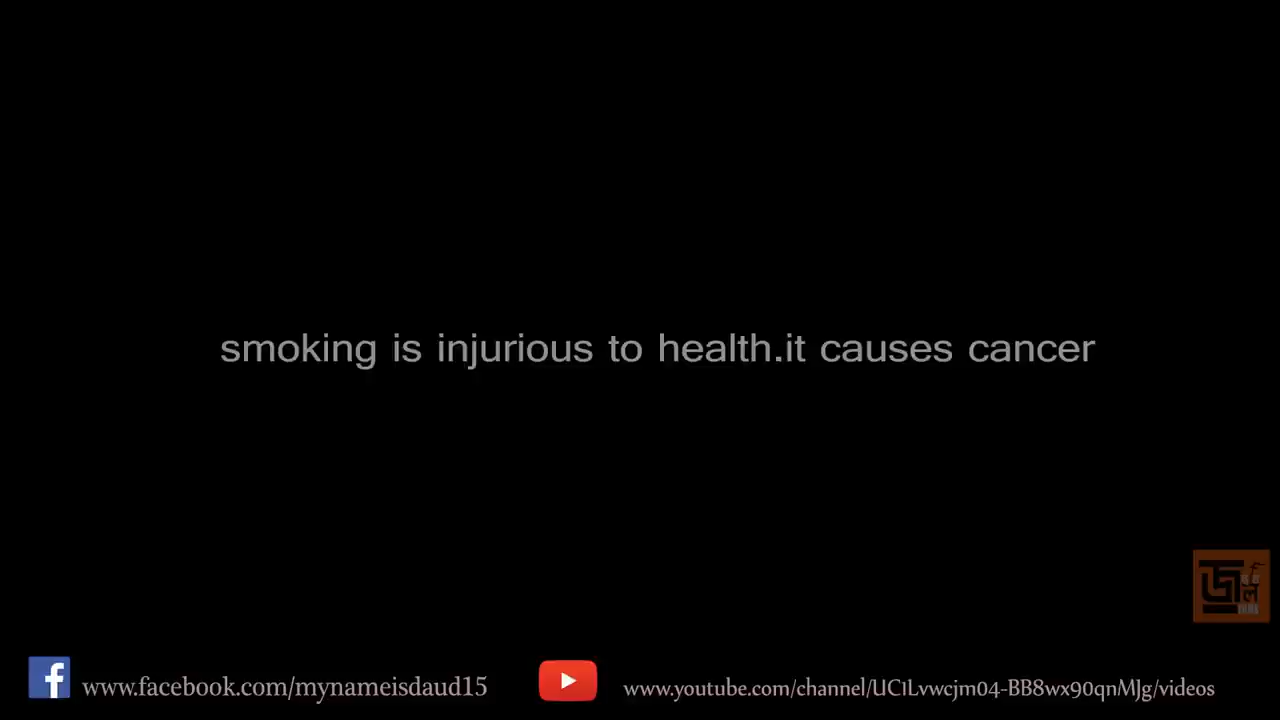 smoking is injurious to health.it causes cancer
www.facebook.com/mynameisdaud15
www.youtube.com/channel/UC1Lvwcjm04-BB8wx90qnMJg/videos